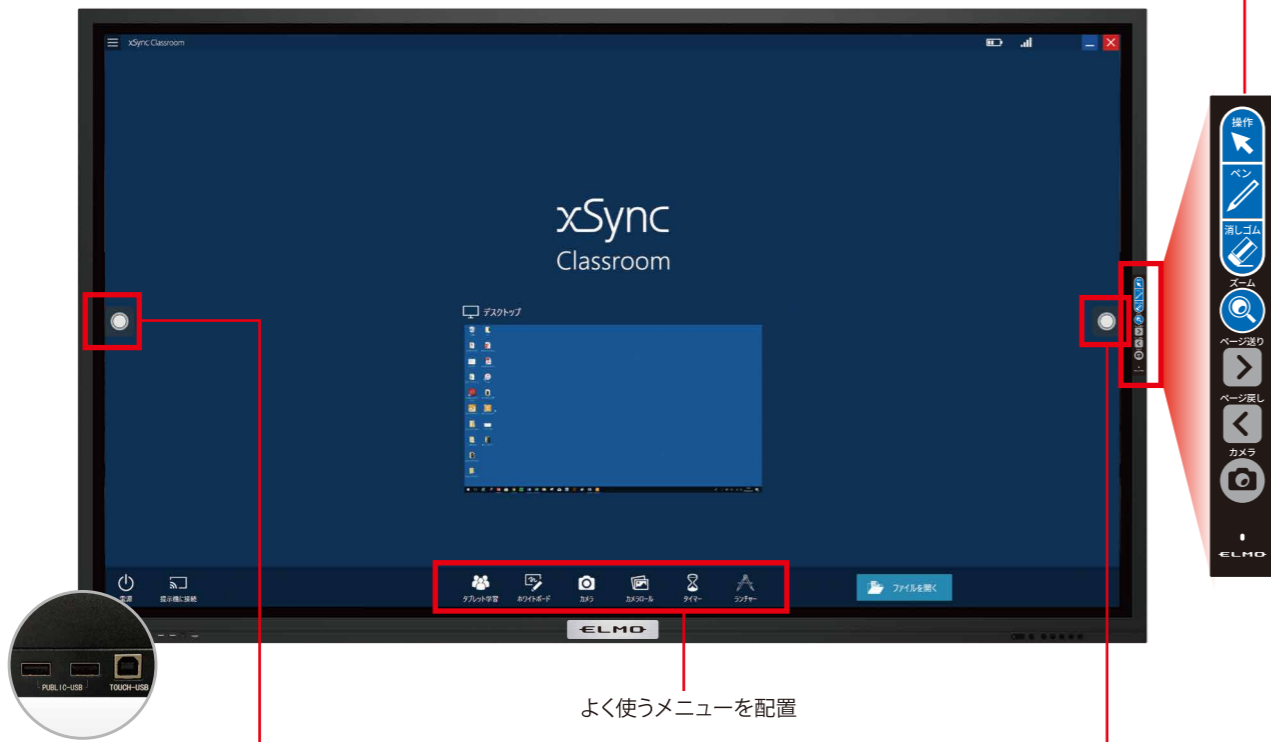 xSync Classroom
xSync
Classroom
デスクトップ
電源
提示機に接続
タブレット学習
ホワイトボード
カメラ
カメラロール
タイマー
ランチャー
ファイルを開く
ELMO
PUBLIC-USB
TOUCH-USB
よく使うメニューを配置
操作
ペン
消しゴム
ズーム
ページ送り
ページ戻し
カメラ
ELMO